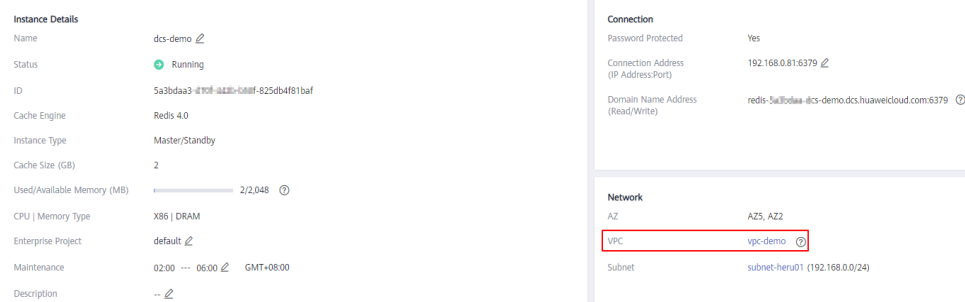 Instance Details
Name dcs-demo
Status Running
ID 5a3bdaa3 f-825db4f81baf
Cache Engine Redis 4.0
Instance Type Master/Standby
Cache Size (GB) 2
Used/Available Memory (MB) 2/2,048
CPU | Memory Type X86 | DRAM
Enterprise Project default
Maintenance 02:00 --- 06:00 GMT+08:00
Description --
Connection
Password Protected Yes
Connection Address 192.168.0.81:6379
(IP Address:Port)
Domain Name Address redis- dcs-demo.dcs.huaweicloud.com:6379
(Read/Write)
Network
AZ AZ5, AZ2
VPC vpc-demo
Subnet subnet-heru01 (192.168.0.0/24)